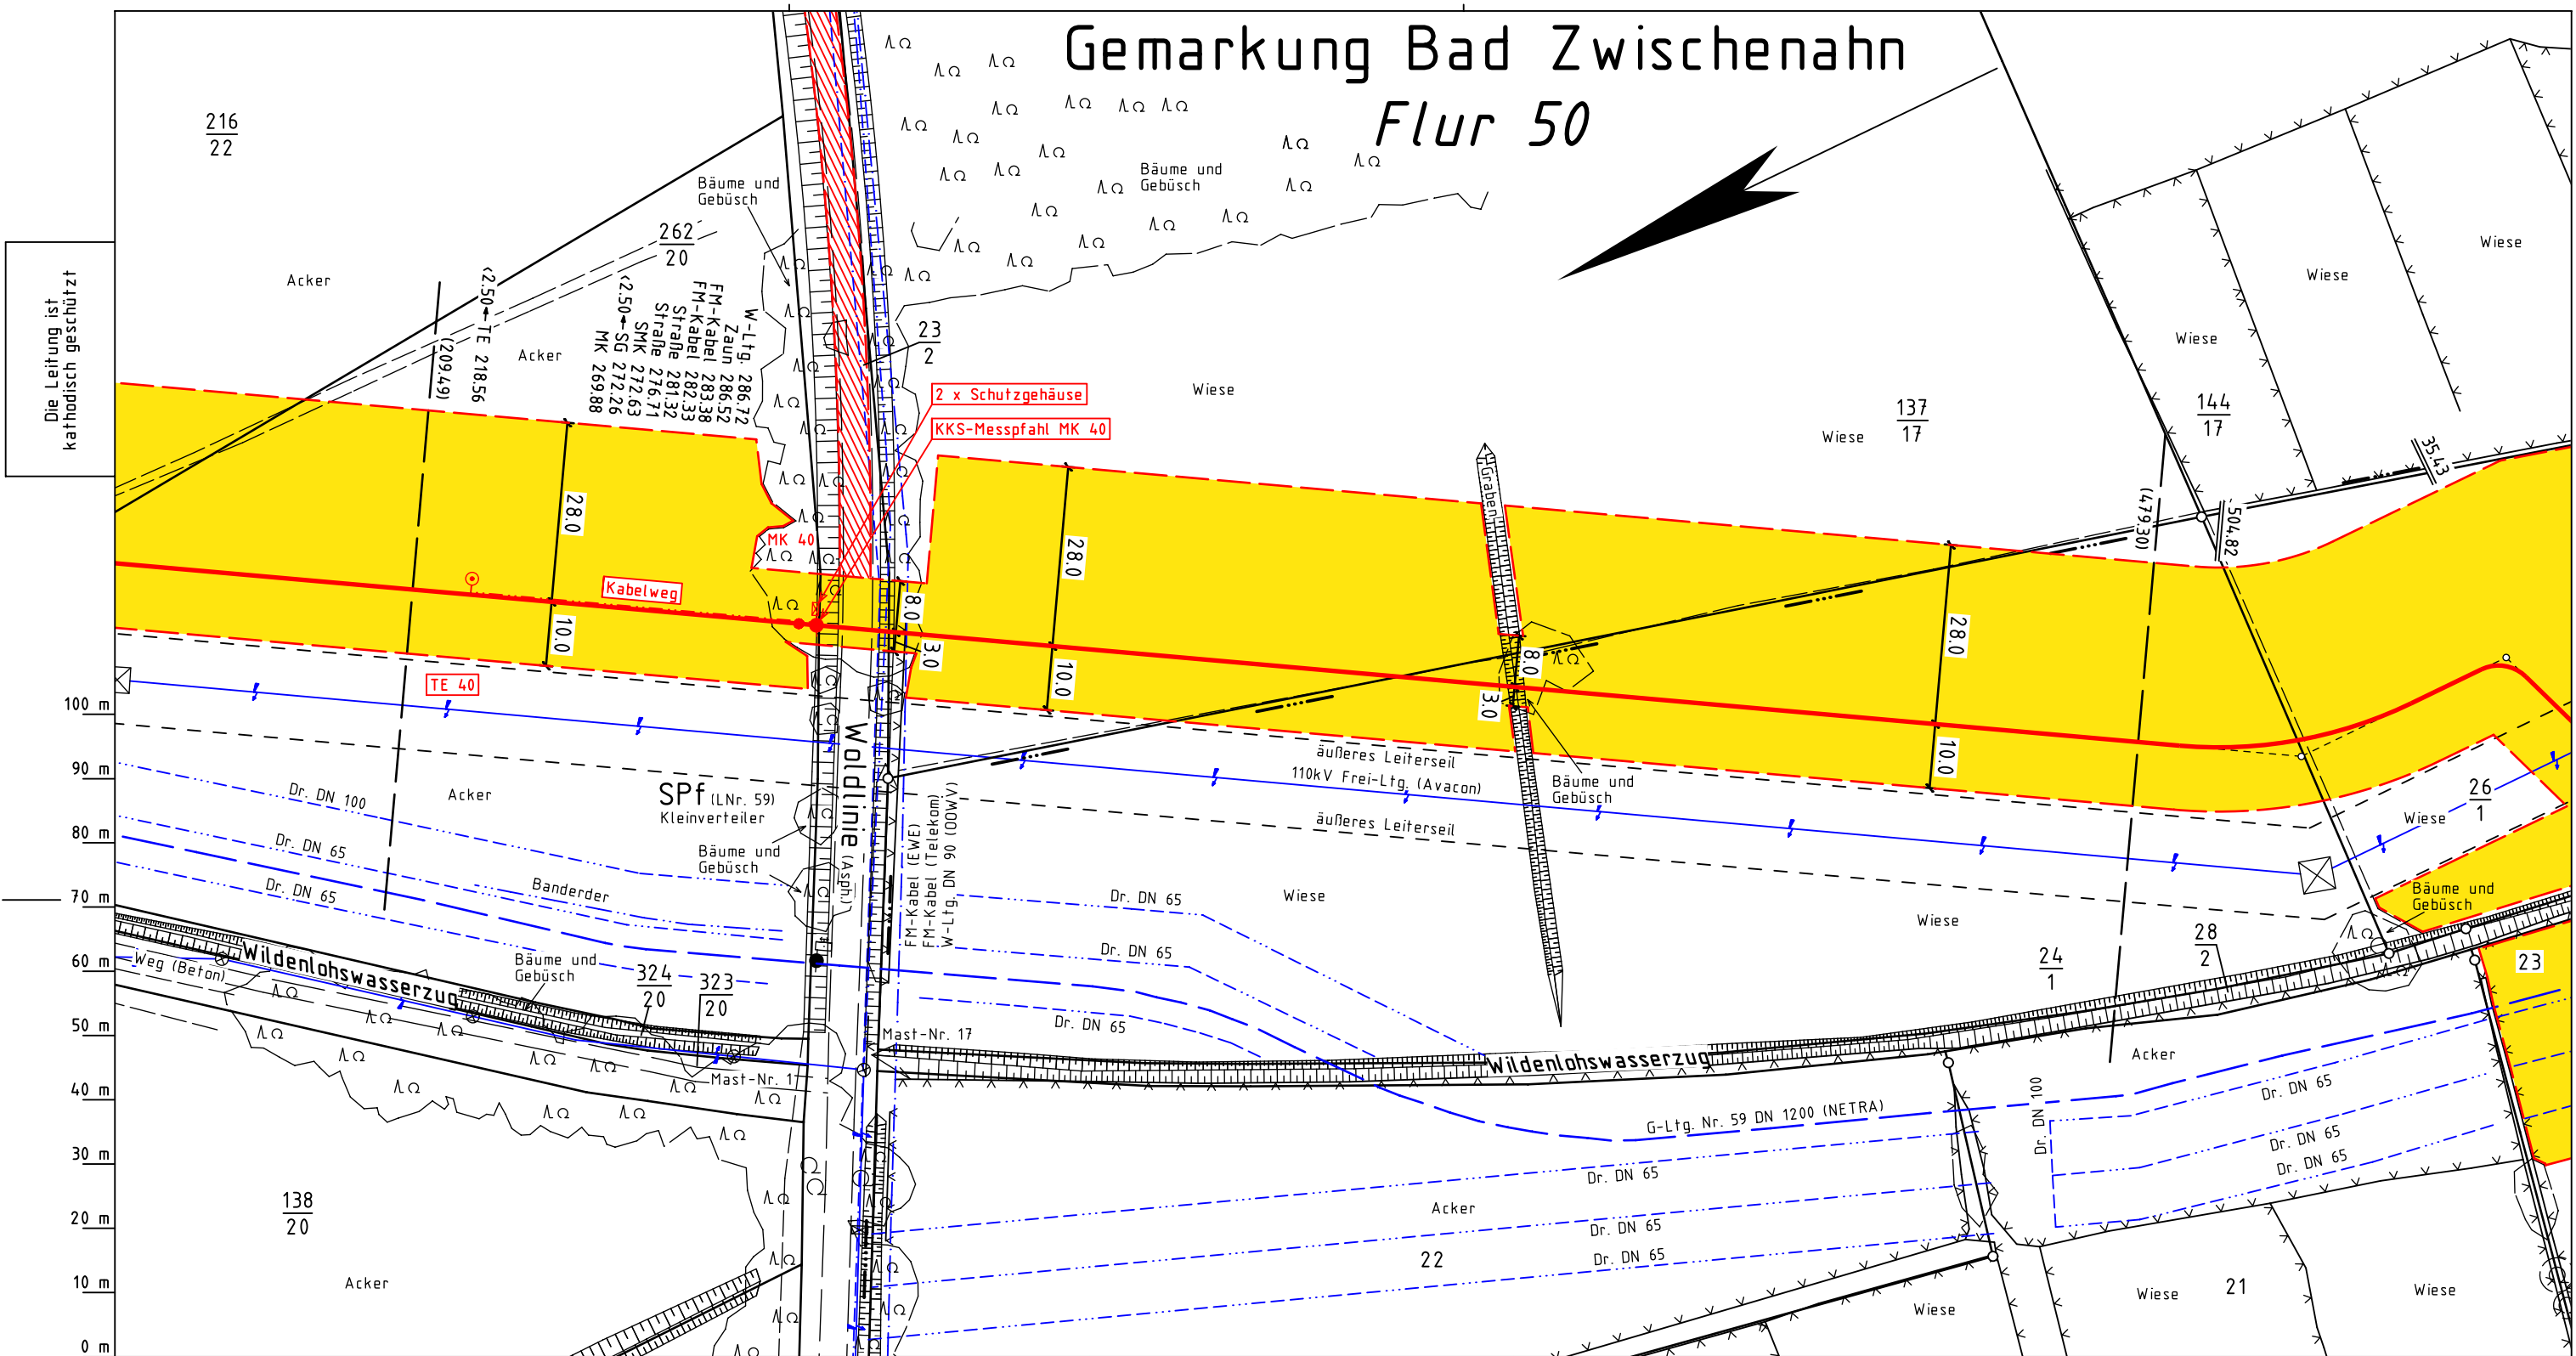 Gemarkung Bad Zwischenahn
Flur 50
216
22
262
20
Bäume und
Gebüsch
Bäume und
Gebüsch
Die Leitung ist
kathodisch geschützt
Acker
Acker
(209.49)
<2.50 TE 218.56
MK 269.88
<2.50 SG 272.26
SMK 272.63
Straße 276.71
Straße 281.32
FM-Kabel 282.33
FM-Kabel 283.38
Zaun 286.52
W-Ltg. 286.72
23
2
2 x Schutzgehäuse
KKS-Messpfahl MK 40
MK 40
Wiese
Wiese
137
17
144
17
Wiese
Wiese
Wiese
35.43
(479.30)
504.82
Graben
28.0
10.0
28.0
10.0
28.0
10.0
8.0
3.0
8.0
3.0
Kabelweg
TE 40
100 m
90 m
80 m
70 m
60 m
50 m
40 m
30 m
20 m
10 m
0 m
äußeres Leiterseil
110kV Frei-Ltg. (Avacon)
äußeres Leiterseil
Bäume und
Gebüsch
Woldlinie (Asph.)
SPf (LNr. 59)
Kleinverteiler
Bäume und
Gebüsch
Dr. DN 100
Acker
Dr. DN 65
Dr. DN 65
Banderder
FM-Kabel (EWE)
FM-Kabel (Telekom)
W-Ltg. DN 90 (OOWV)
Dr. DN 65
Dr. DN 65
Dr. DN 65
Wiese
Wiese
26
1
Wiese
Bäume und
Gebüsch
23
24
1
28
2
Weg (Beton)
Wildenlohswasserzug
Bäume und
Gebüsch
324
20
323
20
Mast-Nr. 17
Mast-Nr. 1
Wildenlohswasserzug
Acker
G-Ltg. Nr. 59 DN 1200 (NETRA)
Dr. DN 100
Dr. DN 65
Dr. DN 65
Dr. DN 65
Dr. DN 65
Dr. DN 65
Dr. DN 65
138
20
Acker
Acker
22
Wiese
Wiese
21
Wiese